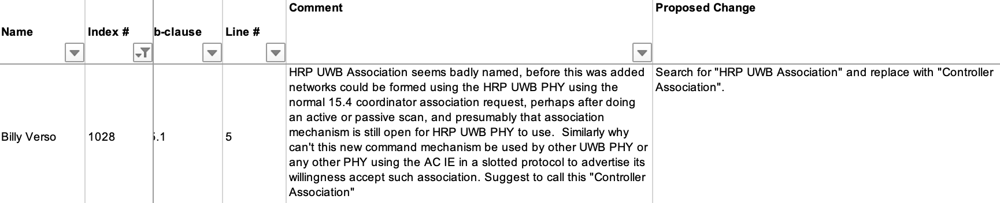 Comment
Proposed Change
Name
Index #
b-clause
Line #
HRP UWB Association seems badly named, before this was added
networks could be formed using the HRP UWB PHY using the
normal 15.4 coordinator association request, perhaps after doing
an active or passive scan, and presumably that association
mechanism is still open for HRP UWB PHY to use.  Similarly why
can't this new command mechanism be used by other UWB PHY or
any other PHY using the AC IE in a slotted protocol to advertise its
willingness accept such association. Suggest to call this "Controller
Association"
Search for "HRP UWB Association" and replace with "Controller
Association".
Billy Verso
1028
.1
5